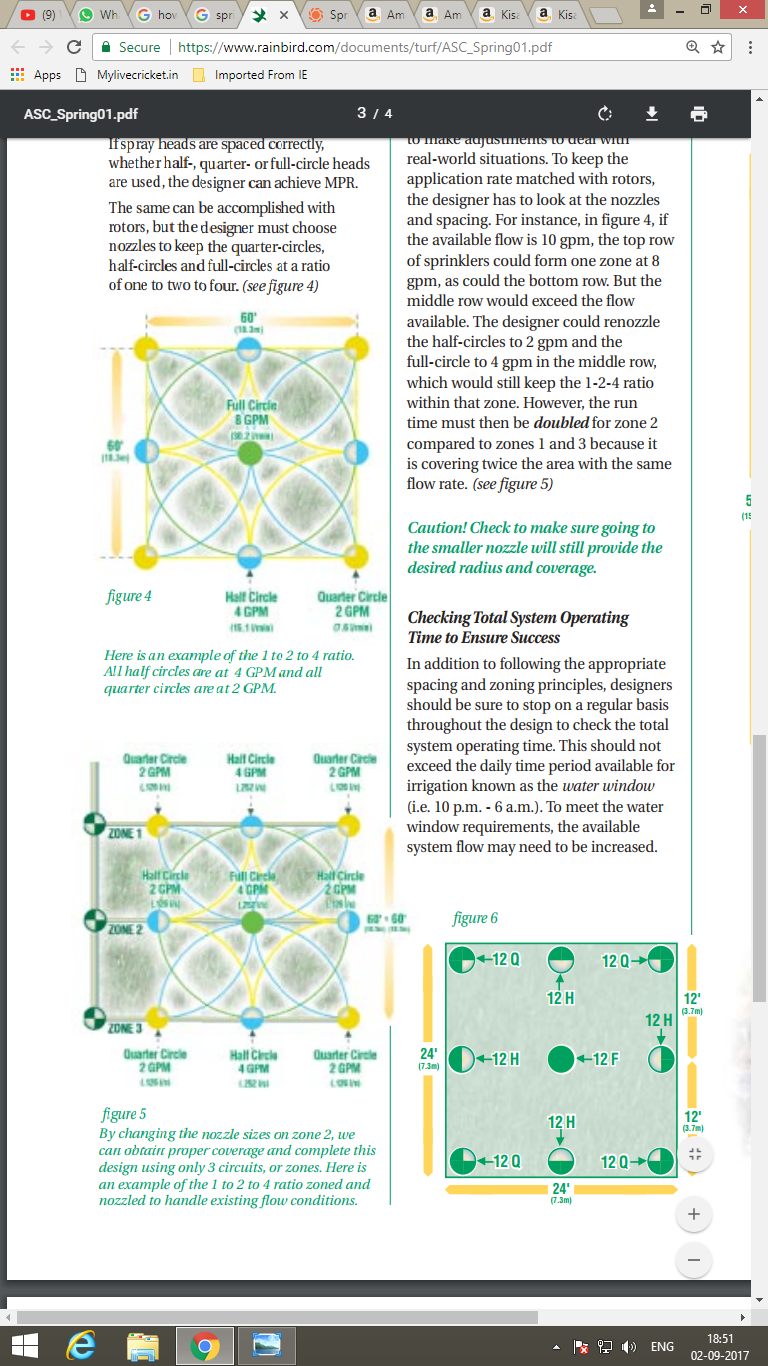 (9)
Wh
hov
spri
Spr
Am
Am
Kisa
Kisa
Secure | https://www.rainbird.com/documents/turf/ASC_Spring01.pdf
Apps Mylivecricket.in Imported From IE
ASC_Spring01.pdf
3 / 4
If spray heads are spaced correctly,
whether half-, quarter- or full-circle heads
are used, the designer can achieve MPR.
The same can be accomplished with
rotors, but the designer must choose
nozzles to keep the quarter-circles,
half-circles and full-circles at a ratio
of one to two to four. (see figure 4)
60'
(18.3m)
60'
(18.3m)
Full Circle
8 GPM
(30.2 l/min)
figure 4
Half Circle
4 GPM
(15.1 l/min)
Quarter Circle
2 GPM
(7.6 l/min)
Here is an example of the 1 to 2 to 4 ratio.
All half circles are at 4 GPM and all
quarter circles are at 2 GPM.
Quarter Circle
2 GPM
(.126 l/s)
Half Circle
4 GPM
(.252 l/s)
Quarter Circle
2 GPM
(.126 l/s)
ZONE 1
Half Circle
2 GPM
(.126 l/s)
Full Circle
4 GPM
(.252 l/s)
Half Circle
2 GPM
(.126 l/s)
ZONE 2
60' × 60'
(18.3m) (18.3m)
ZONE 3
Quarter Circle
2 GPM
(.126 l/s)
Half Circle
4 GPM
(.252 l/s)
Quarter Circle
2 GPM
(.126 l/s)
figure 5
By changing the nozzle sizes on zone 2, we
can obtain proper coverage and complete this
design using only 3 circuits, or zones. Here is
an example of the 1 to 2 to 4 ratio zoned and
nozzled to handle existing flow conditions.
to make adjustments to deal with
real-world situations. To keep the
application rate matched with rotors,
the designer has to look at the nozzles
and spacing. For instance, in figure 4, if
the available flow is 10 gpm, the top row
of sprinklers could form one zone at 8
gpm, as could the bottom row. But the
middle row would exceed the flow
available. The designer could renozzle
the half-circles to 2 gpm and the
full-circle to 4 gpm in the middle row,
which would still keep the 1-2-4 ratio
within that zone. However, the run
time must then be doubled for zone 2
compared to zones 1 and 3 because it
is covering twice the area with the same
flow rate. (see figure 5)
Caution! Check to make sure going to
the smaller nozzle will still provide the
desired radius and coverage.
Checking Total System Operating
Time to Ensure Success
In addition to following the appropriate
spacing and zoning principles, designers
should be sure to stop on a regular basis
throughout the design to check the total
system operating time. This should not
exceed the daily time period available for
irrigation known as the water window
(i.e. 10 p.m. - 6 a.m.). To meet the water
window requirements, the available
system flow may need to be increased.
figure 6
12 Q
12 H
12 Q
12'
(3.7m)
12 H
24'
(7.3m)
12 H
12 F
12 H
12'
(3.7m)
12 Q
12 Q
24'
(7.3m)
5
(15
ENG
18:51
02-09-2017